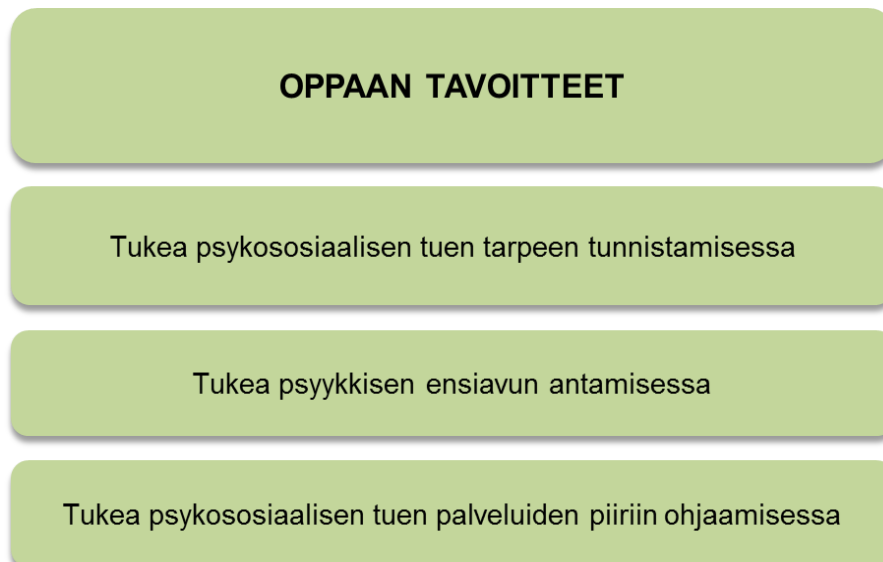 OPPAAN TAVOITTEET
Tukea psykososiaalisen tuen tarpeen tunnistamisessa
Tukea psyykkisen ensiavun antamisessa
Tukea psykososiaalisen tuen palveluiden piiriin ohjaamisessa